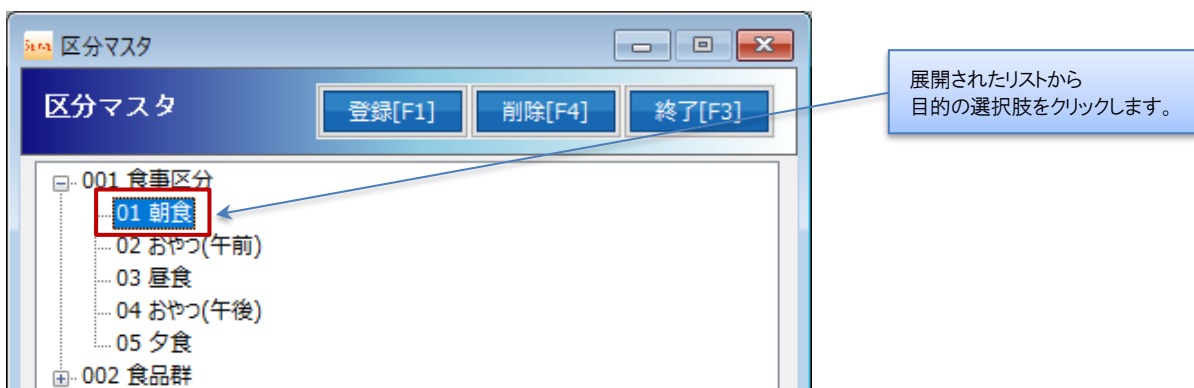 区分マスタ
区分マスタ
登録[F1]
削除[F4]
終了[F3]
展開されたリストから
目的の選択肢をクリックします。
001 食事区分
01 朝食
02 おやつ(午前)
03 昼食
04 おやつ(午後)
05 夕食
002 食品群